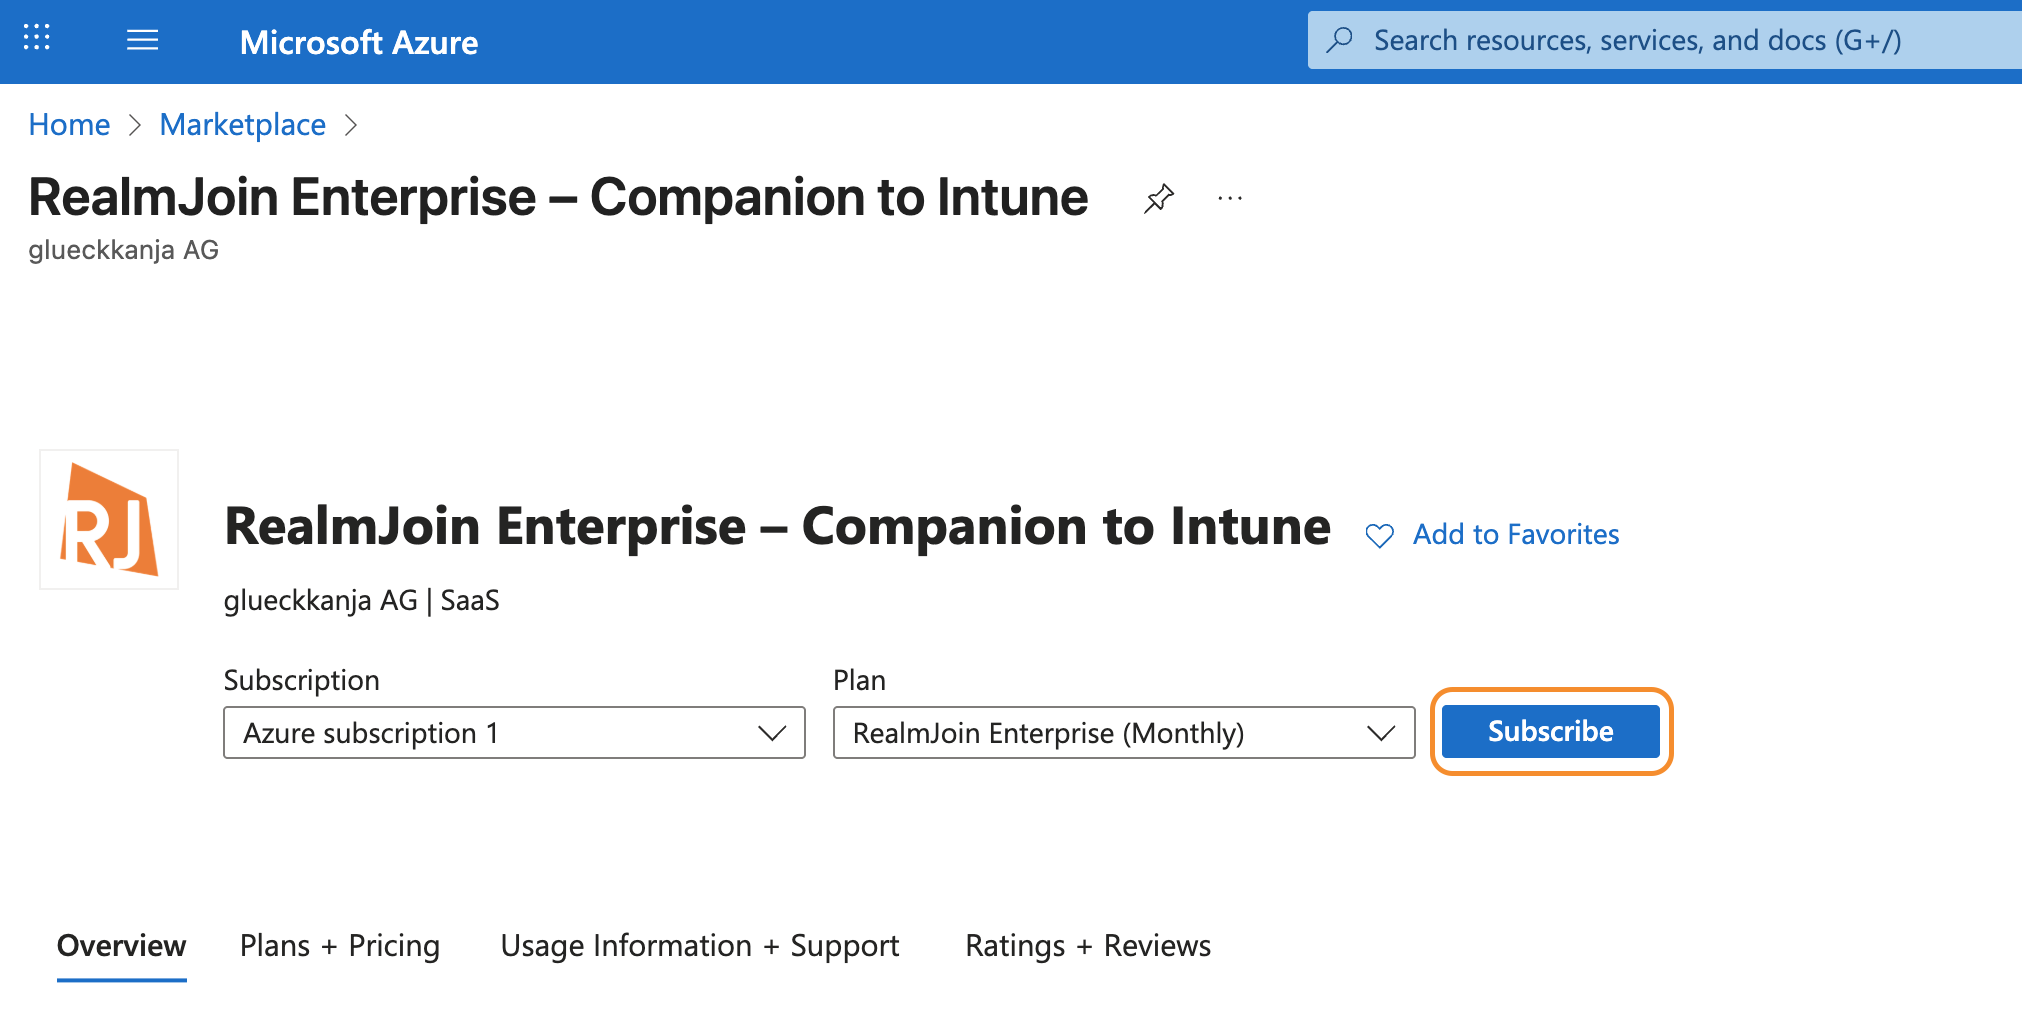 Microsoft Azure
Search resources, services, and docs (G+/)
Home > Marketplace >
RealmJoin Enterprise – Companion to Intune ...
glueckkanja AG
RJ
RealmJoin Enterprise – Companion to Intune
Add to Favorites
glueckkanja AG | SaaS
Subscription
Plan
Azure subscription 1
RealmJoin Enterprise (Monthly)
Subscribe
Overview
Plans + Pricing
Usage Information + Support
Ratings + Reviews